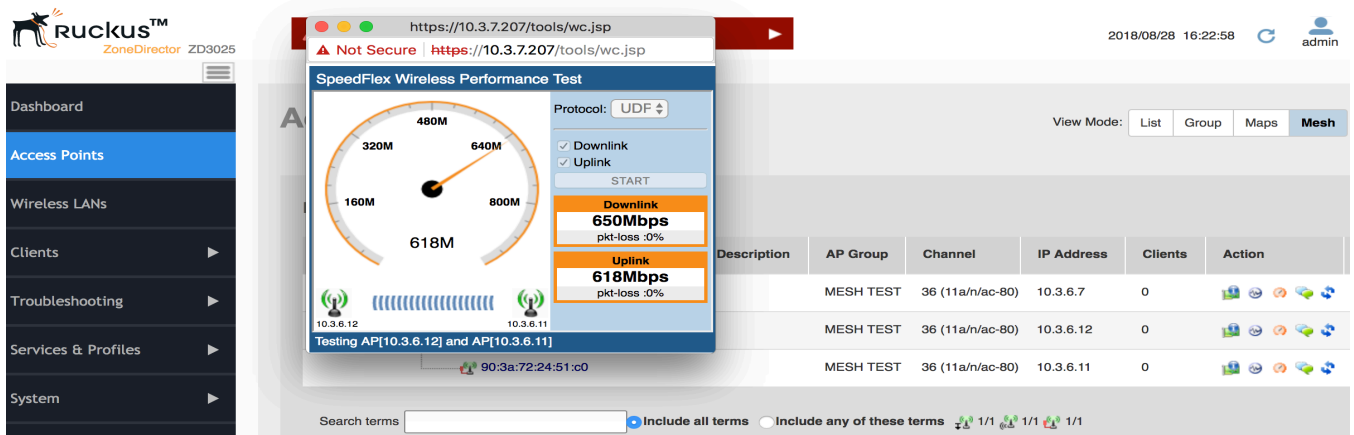 RUCKUS™
ZoneDirector ZD3025
https://10.3.7.207/tools/wc.jsp
Not Secure https://10.3.7.207/tools/wc.jsp
2018/08/28 16:22:58
admin
Dashboard
Access Points
Wireless LANs
Clients
Troubleshooting
Services & Profiles
System
SpeedFlex Wireless Performance Test
160M
320M
480M
640M
800M
618M
10.3.6.12
10.3.6.11
Protocol: UDF
Downlink
Uplink
START
Downlink
650Mbps
pkt-loss :0%
Uplink
618Mbps
pkt-loss :0%
Testing AP[10.3.6.12] and AP[10.3.6.11]
View Mode: List Group Maps Mesh
Description AP Group Channel IP Address Clients Action
MESH TEST 36 (11a/n/ac-80) 10.3.6.7 0
MESH TEST 36 (11a/n/ac-80) 10.3.6.12 0
90:3a:72:24:51:c0 MESH TEST 36 (11a/n/ac-80) 10.3.6.11 0
Search terms Include all terms Include any of these terms 1/1 1/1 1/1